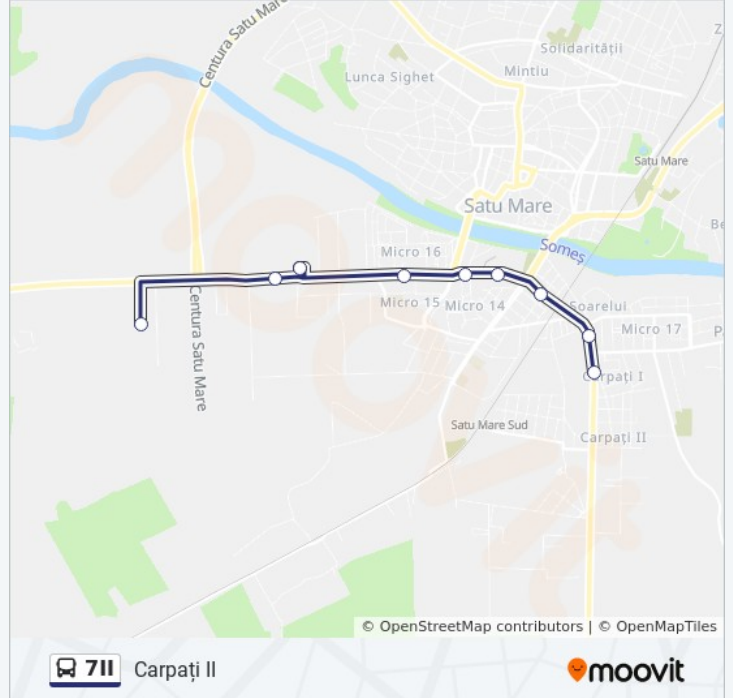 Centura Satu Mare
Solidarității
Lunca Sighet
Mintiu
Satu Mare
Satu Mare
Someș
Micro 16
Centura Satu Mare
Micro 15
Micro 14
Soarelui
Micro 17
Carpați I
Satu Mare Sud
Carpați II
© OpenStreetMap contributors | © OpenMapTiles
7II Carpați II
moovit